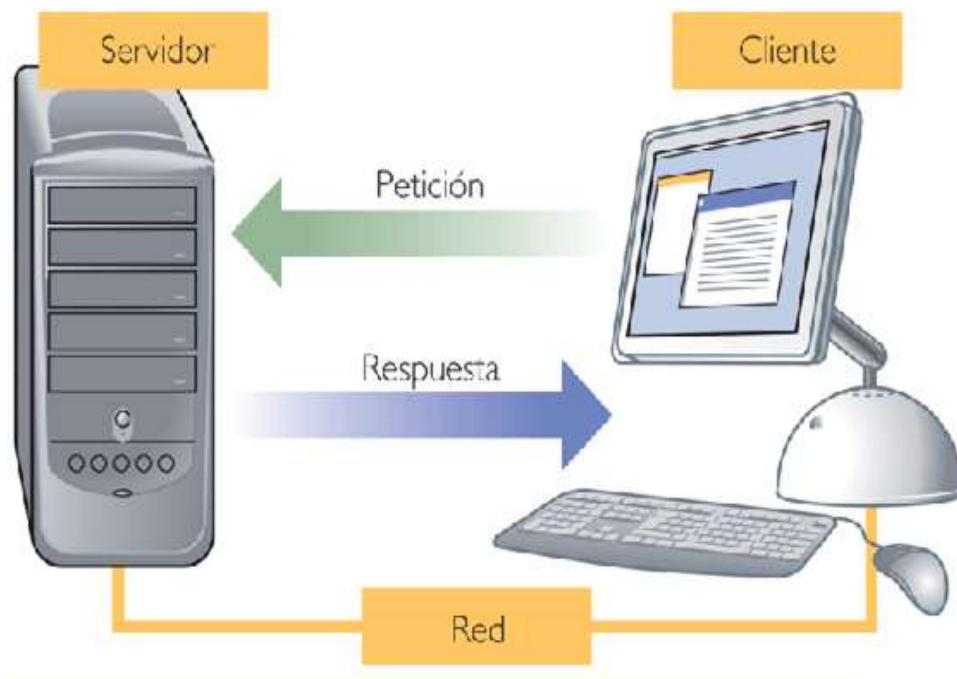 Servidor
Cliente
Petición
Respuesta
Red